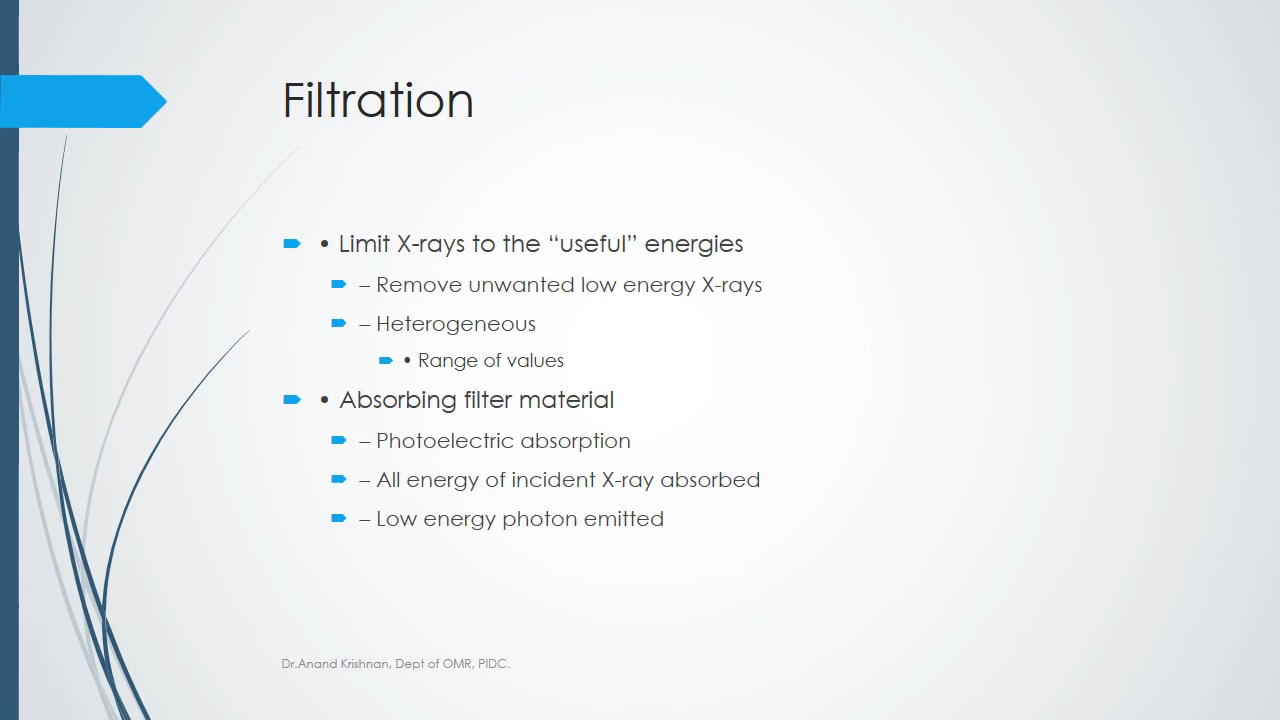 Filtration
• Limit X-rays to the “useful” energies
– Remove unwanted low energy X-rays
– Heterogeneous
• Range of values
• Absorbing filter material
– Photoelectric absorption
– All energy of incident X-ray absorbed
– Low energy photon emitted
Dr.Anand Krishnan, Dept of OMR, PIDC.